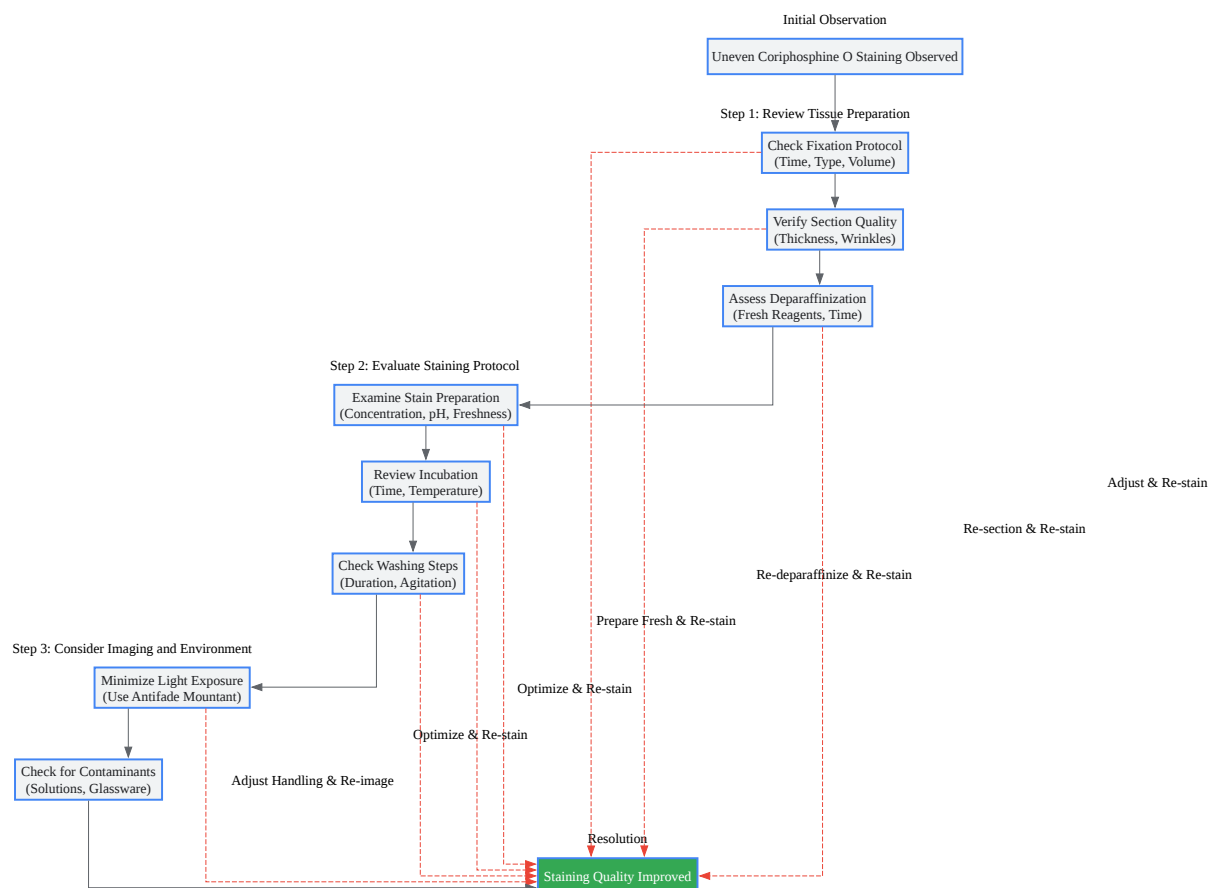 Initial Observation
Uneven Coriphosphine O Staining Observed
Step 1: Review Tissue Preparation
Check Fixation Protocol
(Time, Type, Volume)
Verify Section Quality
(Thickness, Wrinkles)
Assess Deparaffinization
(Fresh Reagents, Time)
Step 2: Evaluate Staining Protocol
Examine Stain Preparation
(Concentration, pH, Freshness)
Review Incubation
(Time, Temperature)
Adjust & Re-stain
Re-section & Re-stain
Check Washing Steps
(Duration, Agitation)
Re-deparaffinize & Re-stain
Prepare Fresh & Re-stain
Step 3: Consider Imaging and Environment
Minimize Light Exposure
(Use Antifade Mountant)
Optimize & Re-stain
Optimize & Re-stain
Check for Contaminants
(Solutions, Glassware)
Adjust Handling & Re-image
Resolution
Staining Quality Improved